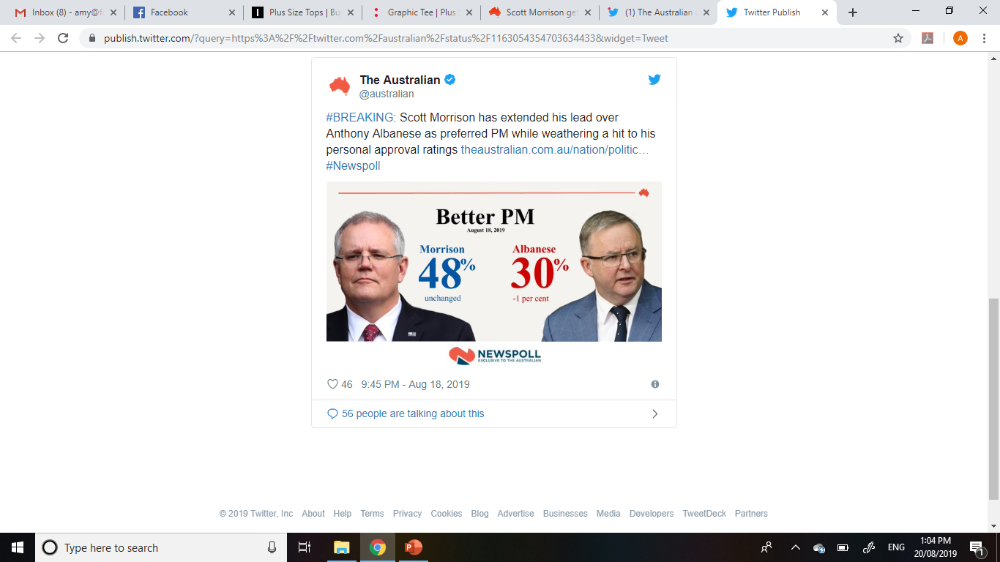 Inbox (8) - amy@f
Facebook
Plus Size Tops | Bu
Graphic Tee | Plus
Scott Morrison get
(1) The Australian
Twitter Publish
publish.twitter.com/?query=https%3A%2F%2Ftwitter.com%2Faustralian%2Fstatus%2F1163054354703634433&widget=Tweet
A
The Australian
@australian
#BREAKING: Scott Morrison has extended his lead over
Anthony Albanese as preferred PM while weathering a hit to his
personal approval ratings theaustralian.com.au/nation/politic…
#Newspoll
Better PM
August 18, 2019
Morrison Albanese
48% 30%
unchanged -1 per cent
NEWSPOLL
EXCLUSIVE TO THE AUSTRALIAN
46 9:45 PM - Aug 18, 2019
56 people are talking about this
© 2019 Twitter, Inc About Help Terms Privacy Cookies Blog Advertise Businesses Media Developers TweetDeck Partners
Type here to search
ENG
1:04 PM
20/08/2019
1